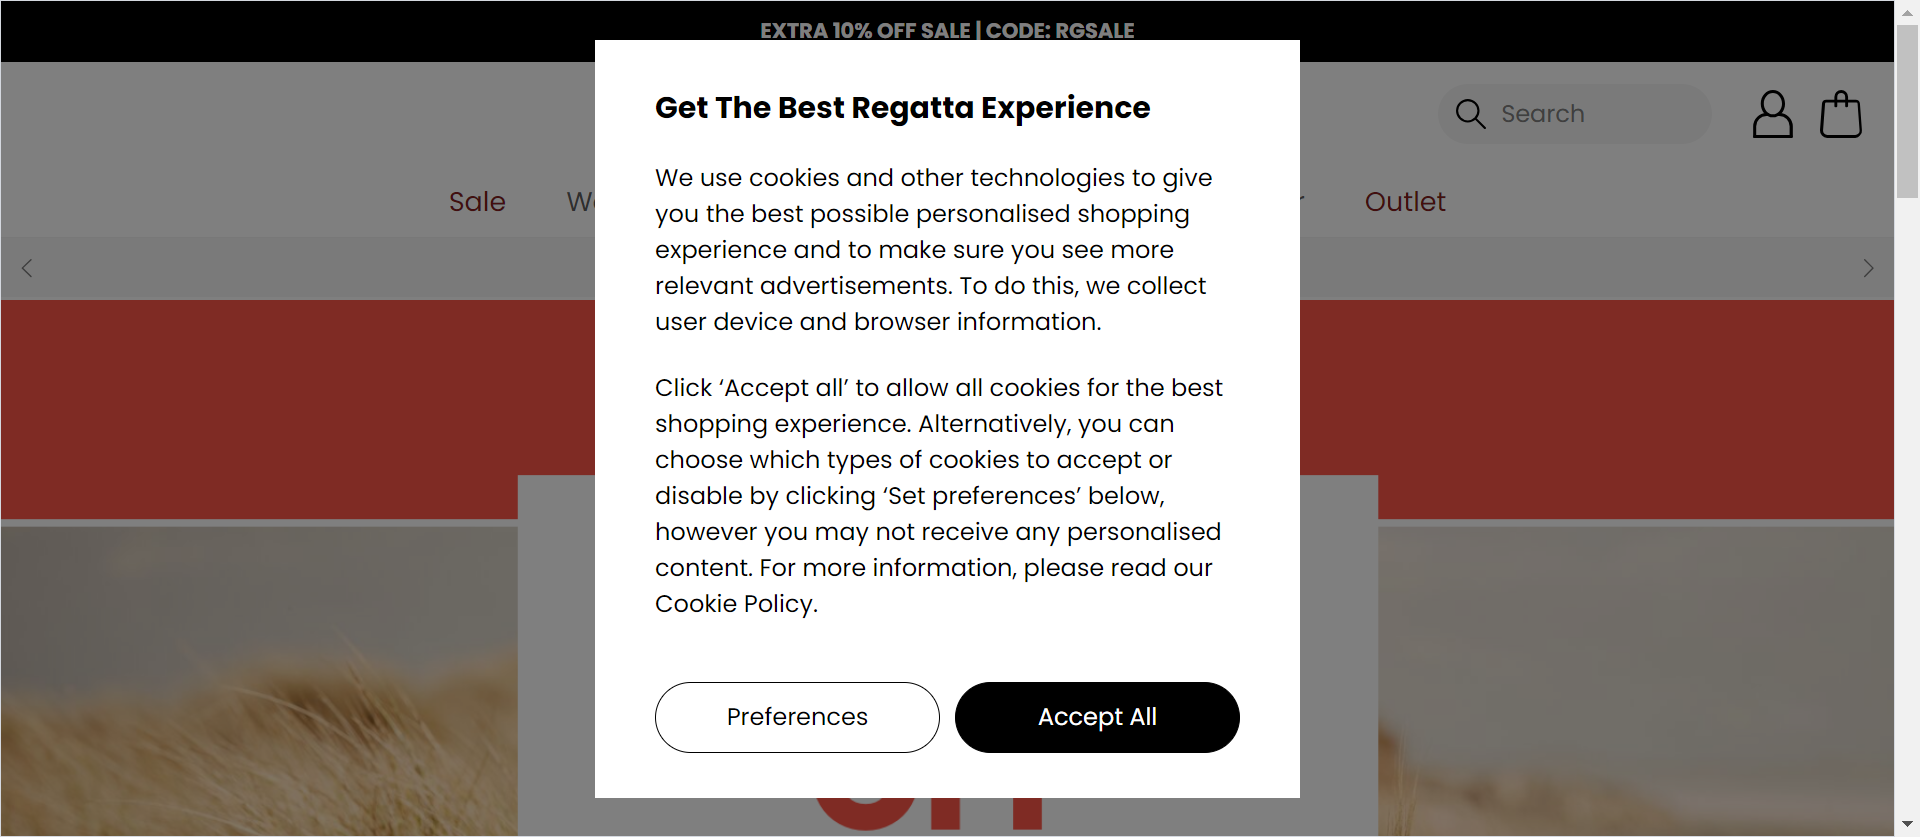 EXTRA 10% OFF SALE | CODE: RGSALE
Get The Best Regatta Experience
Search
Sale
Outlet
We use cookies and other technologies to give
you the best possible personalised shopping
experience and to make sure you see more
relevant advertisements. To do this, we collect
user device and browser information.
Click ‘Accept all’ to allow all cookies for the best
shopping experience. Alternatively, you can
choose which types of cookies to accept or
disable by clicking ‘Set preferences’ below,
however you may not receive any personalised
content. For more information, please read our
Cookie Policy.
Preferences
Accept All